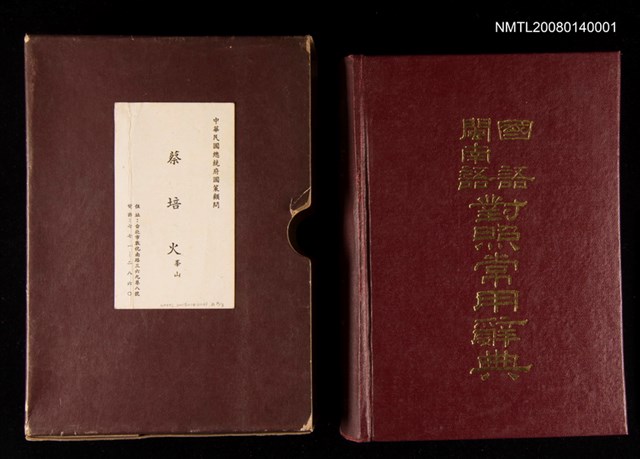 NMTL20080140001
中華民國總統府國策顧問
蔡培火
峯山
國語
閩南語
對照常用辭典